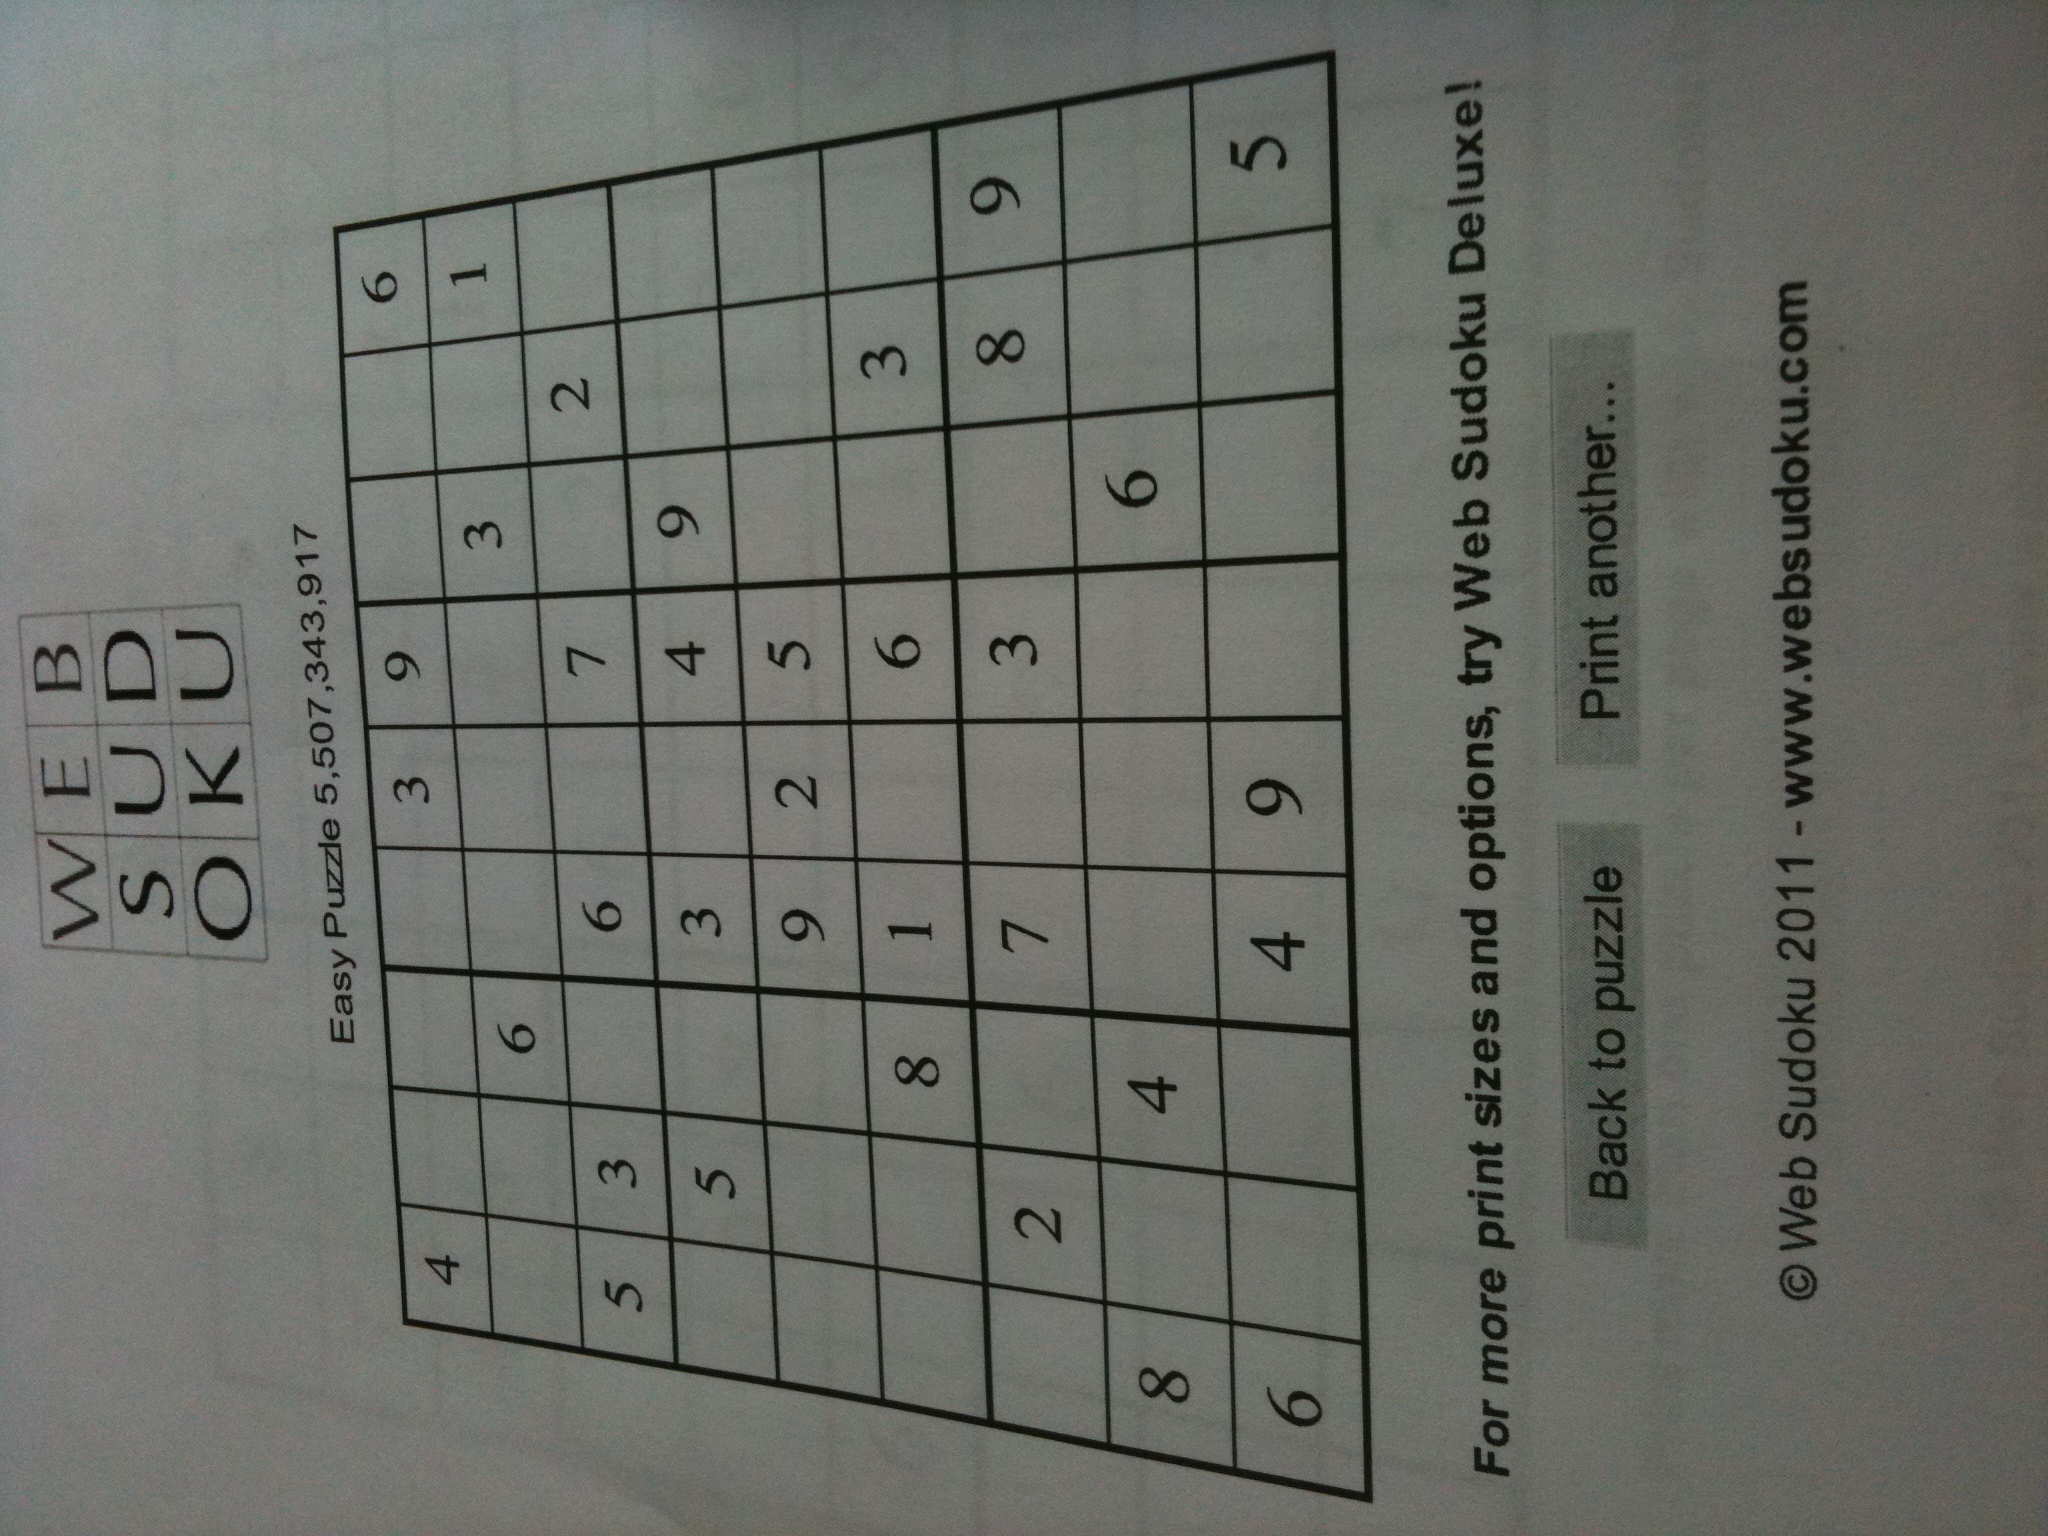 W E B
S U D
O K U
Easy Puzzle 5,507,343,917
4 3 9 6
6 3 1
5 3 6 7 2
5 3 4 9
9 2 5
8 1 6 3
2 7 3 8 9
8 4 6
6 4 9 5
For more print sizes and options, try Web Sudoku Deluxe!
Back to puzzle Print another...
© Web Sudoku 2011 - www.websudoku.com